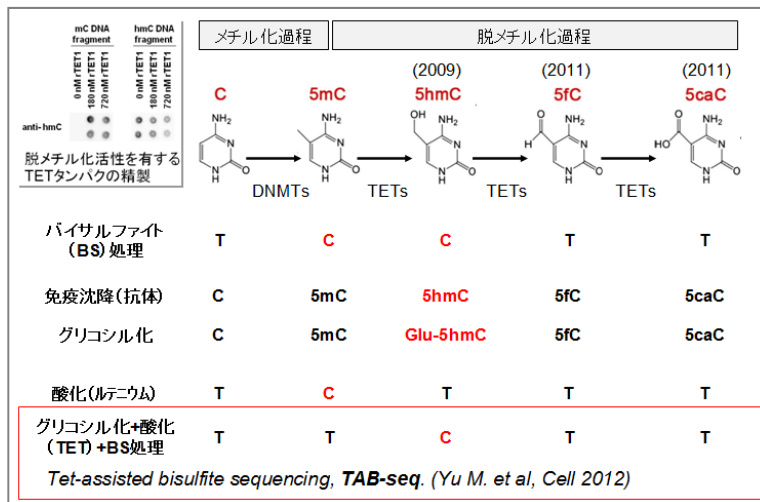 mC DNA fragment
hmC DNA fragment
0 nM rTET1
180 nM rTET1
720 nM rTET1
0 nM rTET1
180 nM rTET1
720 nM rTET1
anti-hmC
脱メチル化活性を有する
TETタンパクの精製
メチル化過程
脱メチル化過程
(2009) (2011) (2011)
C 5mC 5hmC 5fC 5caC
NH2
N
N
H
O
NH2
N
N
H
O
OH
NH2
N
N
H
O
O
H
NH2
N
N
H
O
O
HO
NH2
N
N
H
O
DNMTs TETs TETs TETs
バイサルファイト
(BS)処理
T C C T T
免疫沈降(抗体) C 5mC 5hmC 5fC 5caC
グリコシル化 C 5mC Glu-5hmC 5fC 5caC
酸化(ルテニウム) T C T T T
グリコシル化+酸化
(TET)+BS処理
T T C T T
Tet-assisted bisulfite sequencing, TAB-seq. (Yu M. et al, Cell 2012)